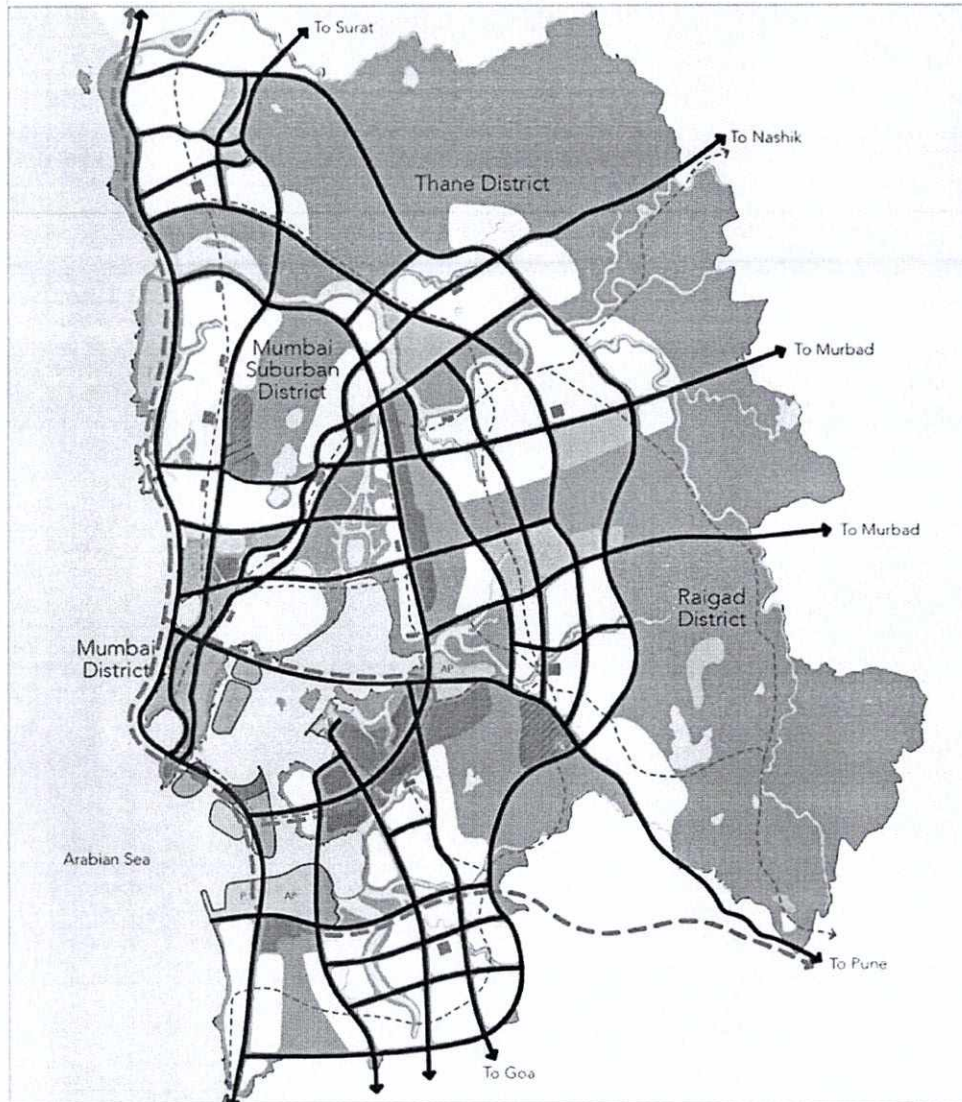 To Surat
To Nashik
Thane District
Mumbai
Suburban
District
To Murbad
To Murbad
Raigad
District
Mumbai
District
AP
Arabian Sea
P
AP
To Pune
To Goa